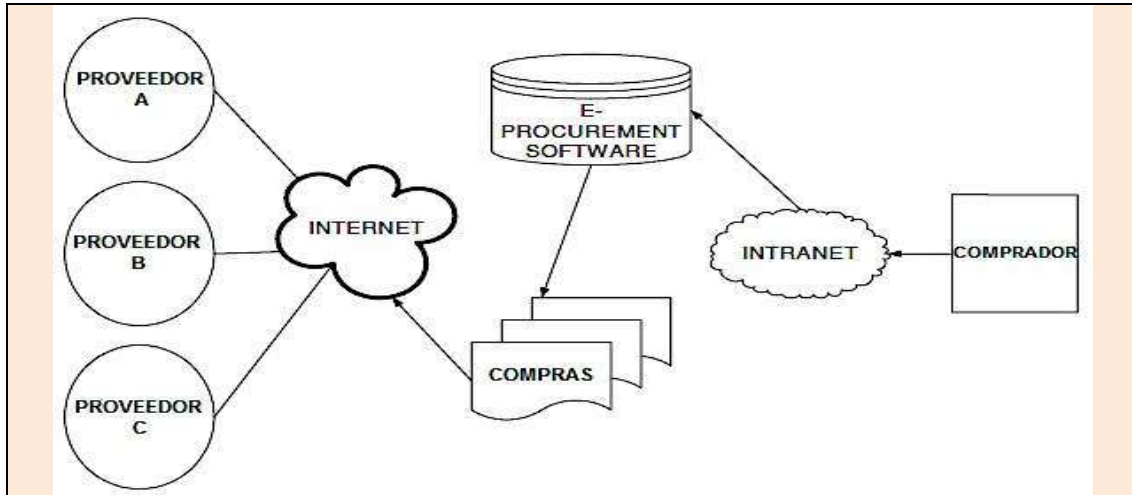 PROVEEDOR
A
PROVEEDOR
B
PROVEEDOR
C
INTERNET
E-
PROCUREMENT
SOFTWARE
COMPRAS
INTRANET
COMPRADOR